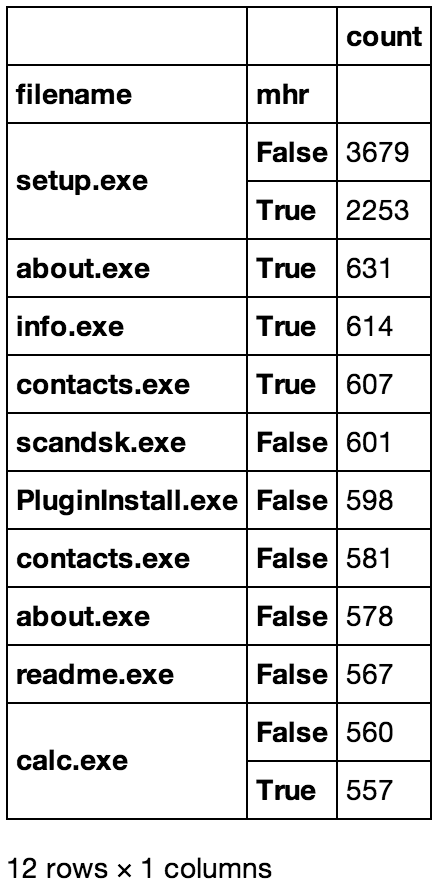 count
filename mhr
setup.exe False 3679
True 2253
about.exe True 631
info.exe True 614
contacts.exe True 607
scandsk.exe False 601
PluginInstall.exe False 598
contacts.exe False 581
about.exe False 578
readme.exe False 567
calc.exe False 560
True 557
12 rows × 1 columns